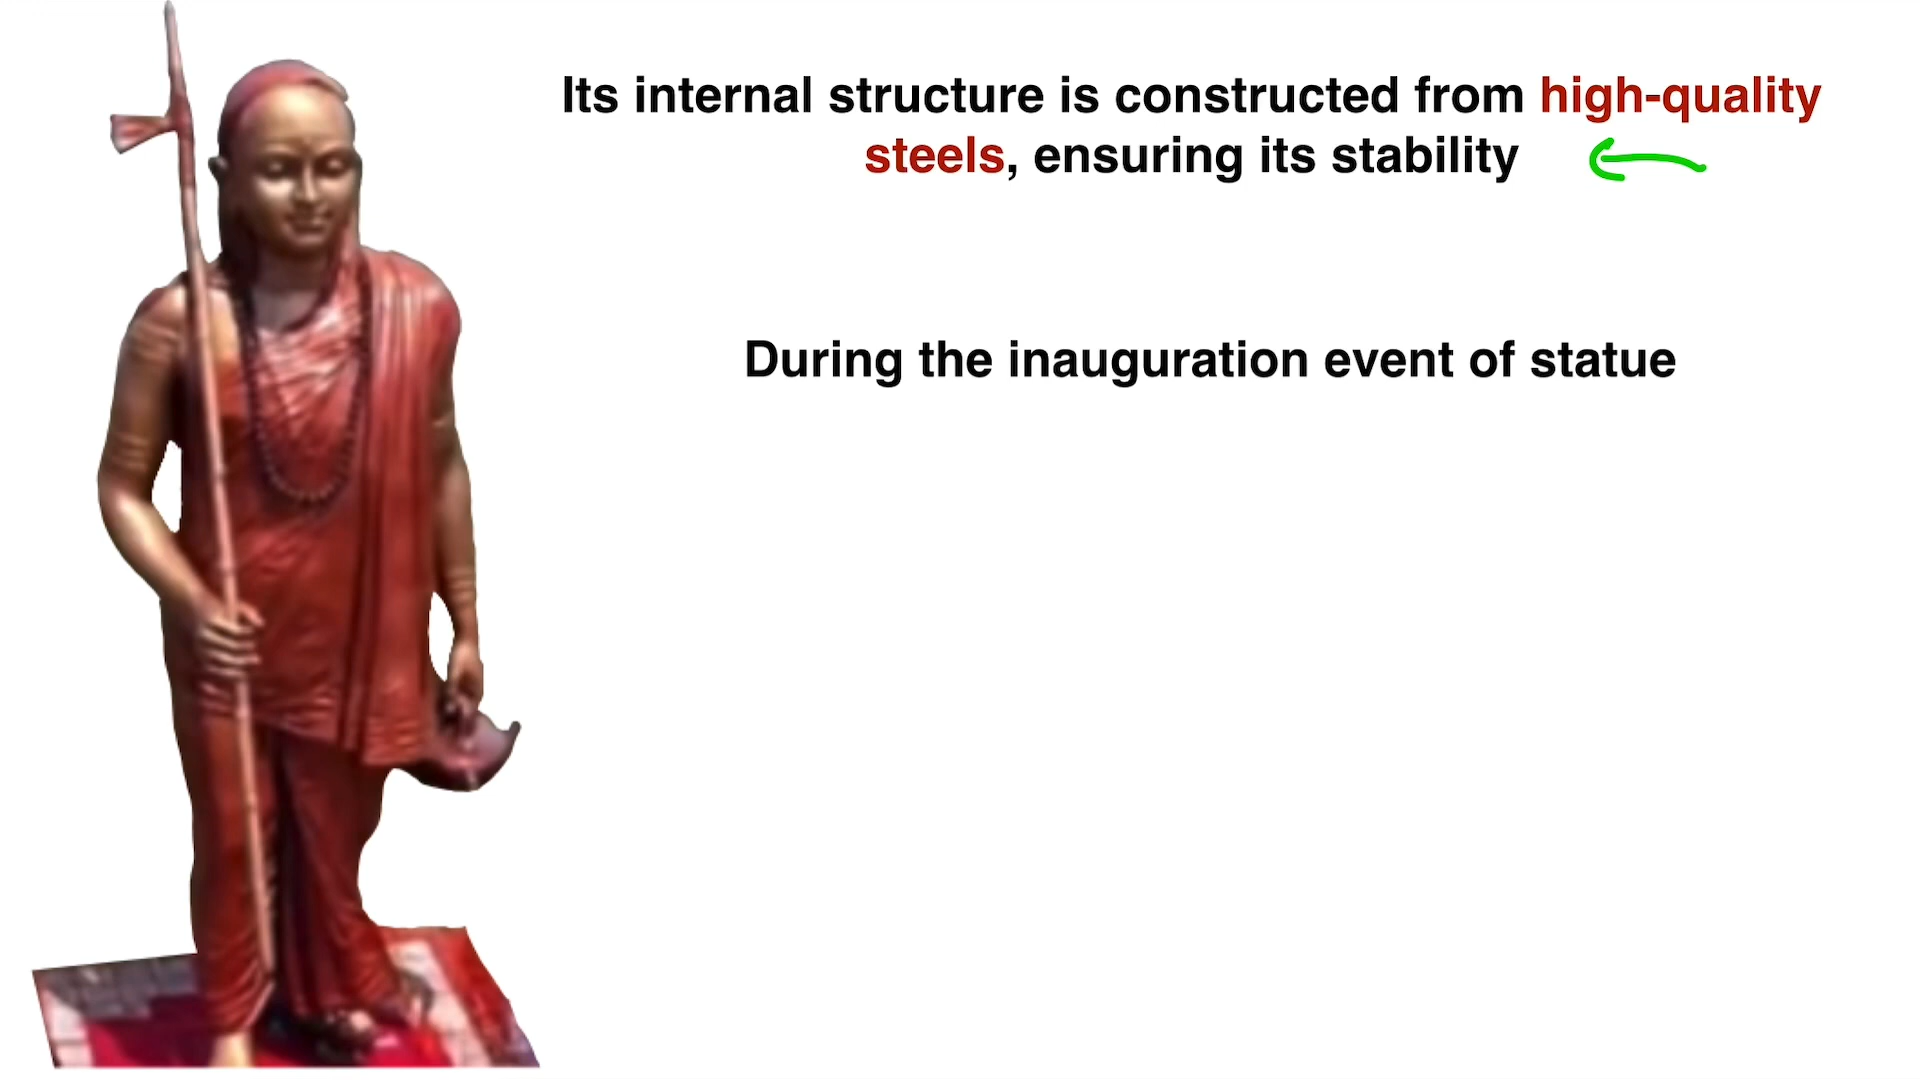 Its internal structure is constructed from high-quality
steels, ensuring its stability
During the inauguration event of statue